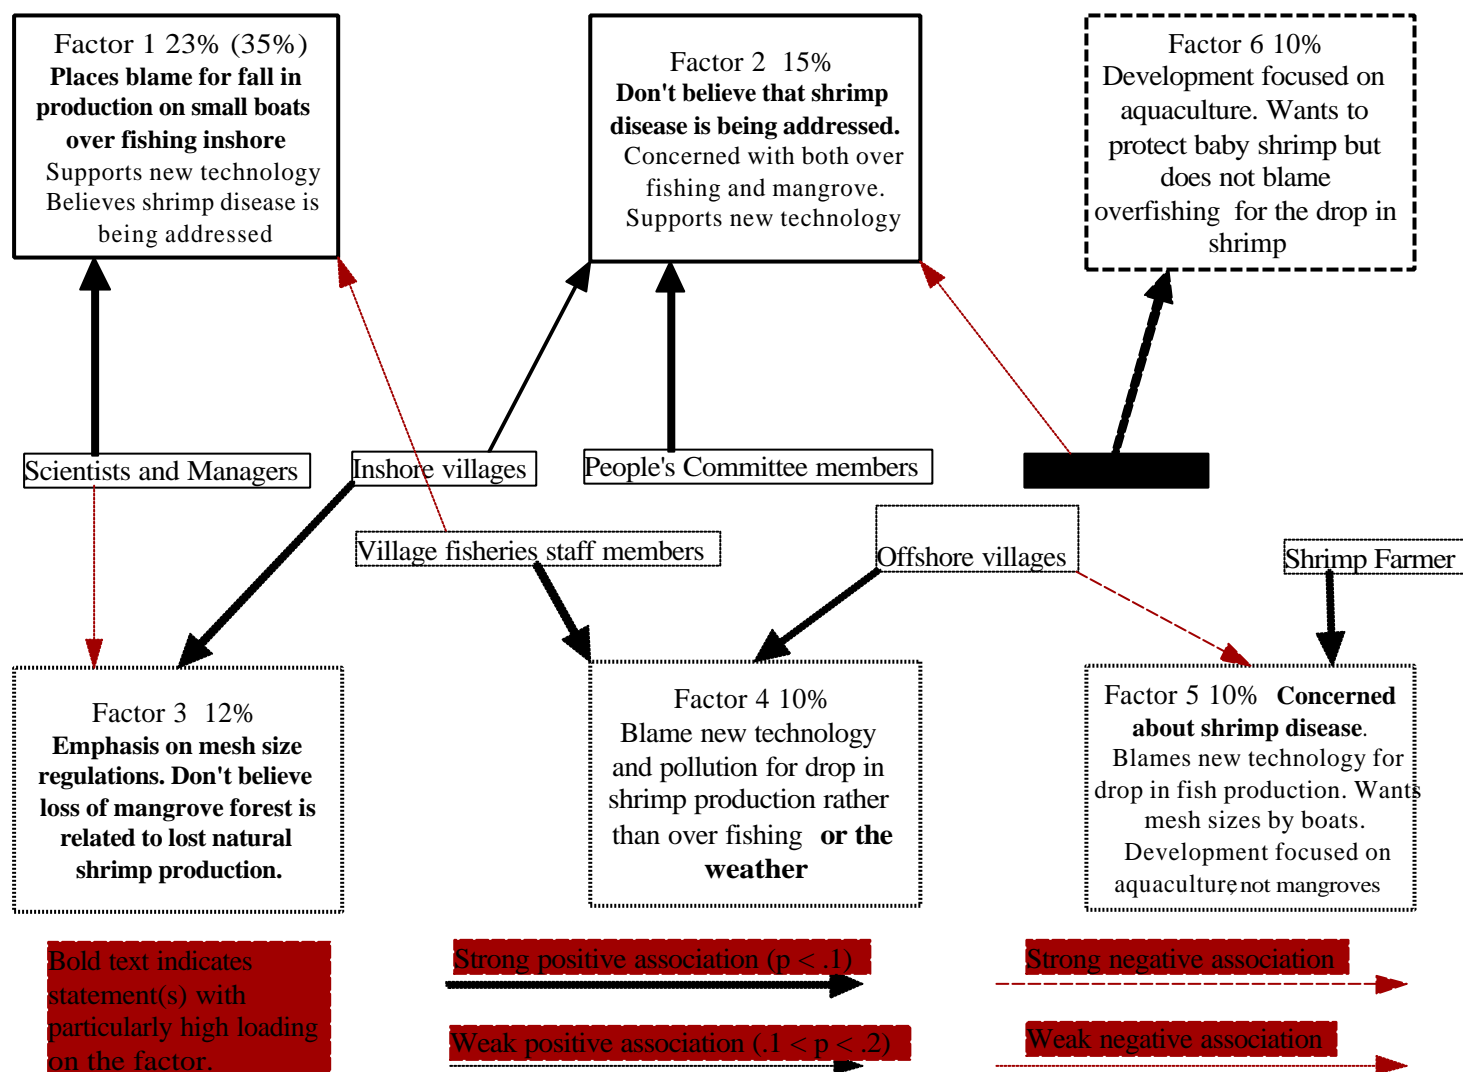 Factor 1 23% (35%)
Places blame for fall in
production on small boats
over fishing inshore
Supports new technology
Believes shrimp disease is
being addressed
Factor 2 15%
Don't believe that shrimp
disease is being addressed.
Concerned with both over
fishing and mangrove.
Supports new technology
Factor 6 10%
Development focused on
aquaculture. Wants to
protect baby shrimp but
does not blame
overfishing for the drop in
shrimp
Scientists and Managers
Inshore villages
People's Committee members
Village fisheries staff members
Offshore villages
Shrimp Farmer
Factor 3 12%
Emphasis on mesh size
regulations. Don't believe
loss of mangrove forest is
related to lost natural
shrimp production.
Factor 4 10%
Blame new technology
and pollution for drop in
shrimp production rather
than over fishing or the
weather
Factor 5 10% Concerned
about shrimp disease.
Blames new technology for
drop in fish production. Wants
mesh sizes by boats.
Development focused on
aquaculture, not mangroves
Bold text indicates
statement(s) with
particularly high loading
on the factor.
Strong positive association (p < .1)
Weak positive association (.1 < p < .2)
Strong negative association
Weak negative association